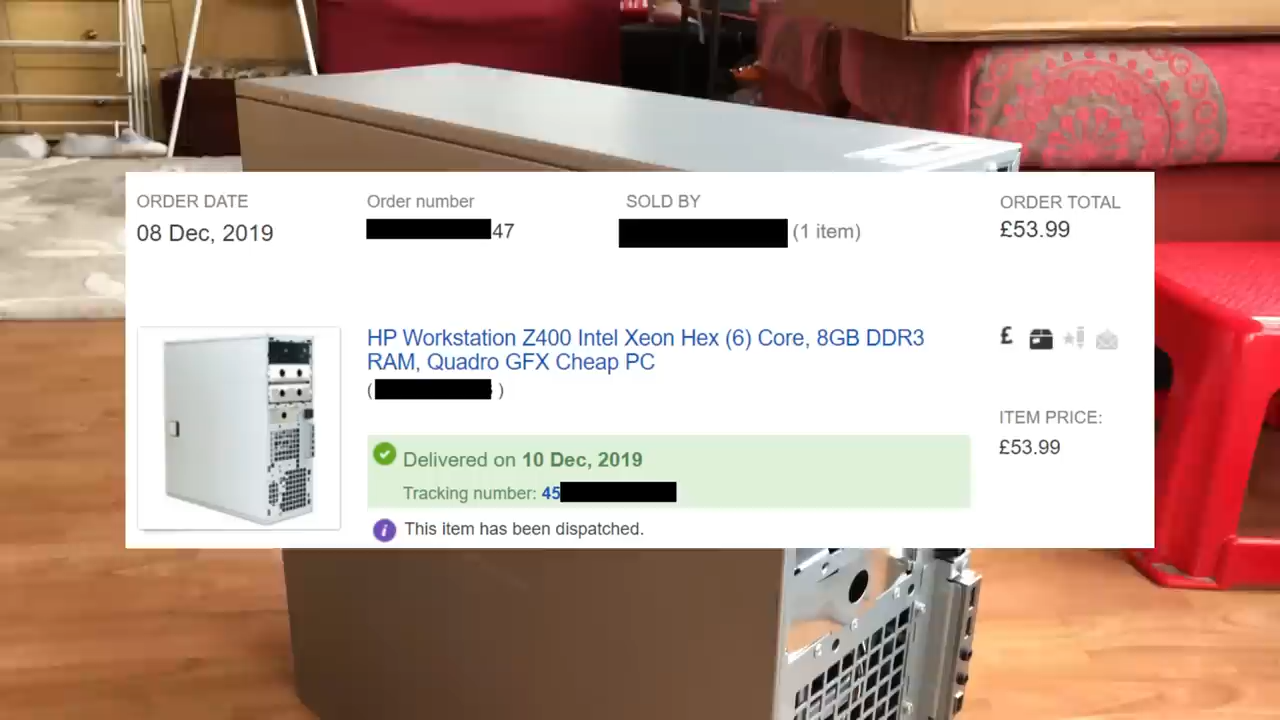 ORDER DATE
Order number
SOLD BY
ORDER TOTAL
08 Dec, 2019
47
(1 item)
£53.99
HP Workstation Z400 Intel Xeon Hex (6) Core, 8GB DDR3
RAM, Quadro GFX Cheap PC
( )
£
ITEM PRICE:
£53.99
Delivered on 10 Dec, 2019
Tracking number: 45
This item has been dispatched.